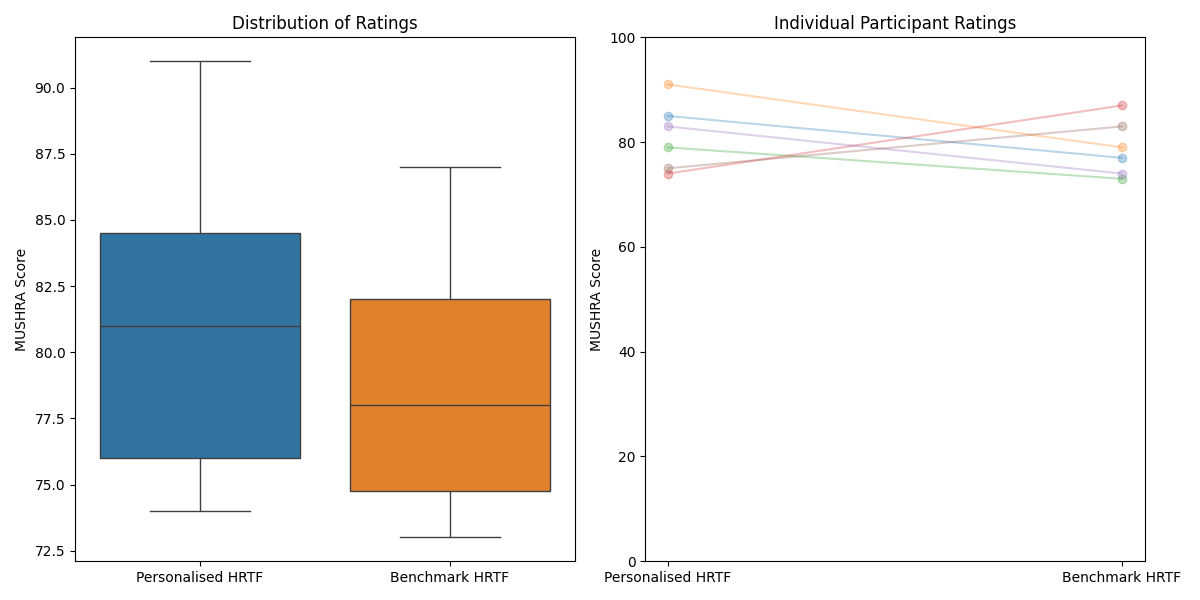 Distribution of Ratings
MUSHRA Score
90.0
87.5
85.0
82.5
80.0
77.5
75.0
72.5
Personalised HRTF
Benchmark HRTF
Individual Participant Ratings
MUSHRA Score
100
80
60
40
20
0
Personalised HRTF
Benchmark HRTF